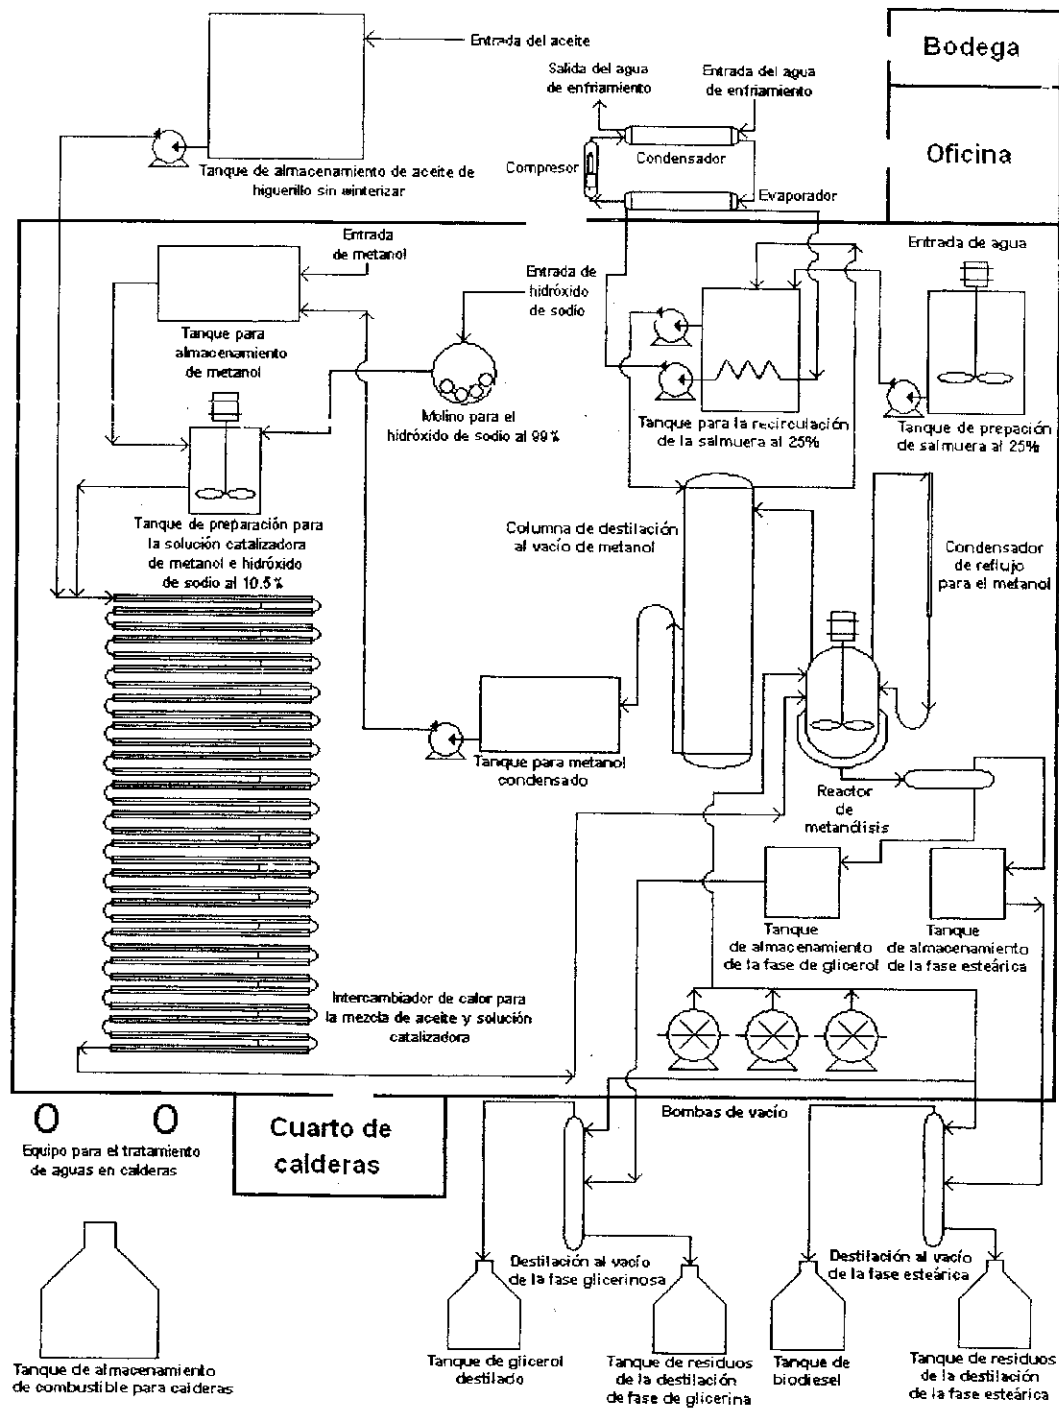 Bodega
Entrada del aceite
Salida del agua
de enfriamiento
Entrada del agua
de enfriamiento
Oficina
Compresor
Condensador
Tanque de almacenamiento de aceite de
higuerillo sin winterizar
Evaporador
Entrada
de metanol
Entrada de agua
Entrada de
hidróxido
de sodio
Tanque para
almacenamiento
de metanol
Molino para el
hidróxido de sodio al 99%
Tanque para la recirculación
de la salmuera al 25%
Tanque de prepación
de salmuera al 25%
Tanque de preparación para
la solución catalizadora
de metanol e hidróxido
de sodio al 10.5%
Columna de destilación
al vacío de metanol
Condensador
de reflujo
para el metanol
Tanque para metanol
condensado
Reactor
de
metanólisis
Tanque
de almacenamiento
de la fase de glicerol
Tanque
de almacenamiento
de la fase esteárica
Intercambiador de calor para
la mezcla de aceite y solución
catalizadora
Bombas de vacío
Cuarto de
calderas
Equipo para el tratamiento
de aguas en calderas
Destilación al vacío
de la fase glicerinosa
Destilación al vacío
de la fase esteárica
Tanque de almacenamiento
de combustible para calderas
Tanque de glicerol
destilado
Tanque de residuos
de la destilación
de fase de glicerina
Tanque de
biodiesel
Tanque de residuos
de la destilación
de la fase esteárica